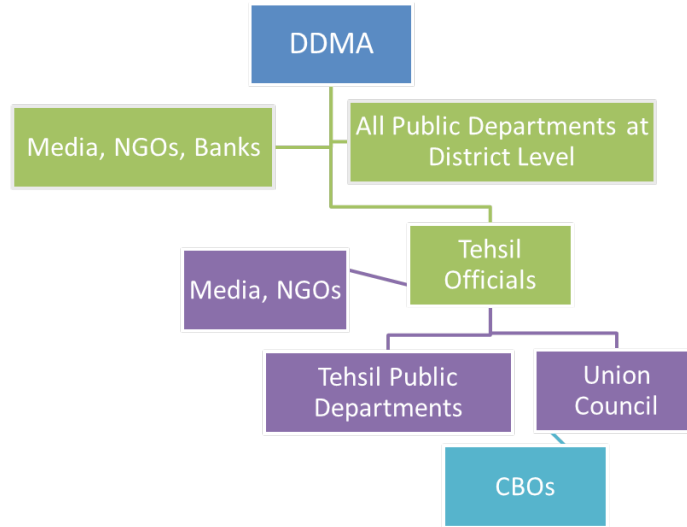 DDMA
Media, NGOs, Banks
All Public Departments at
District Level
Tehsil
Officials
Media, NGOs
Tehsil Public
Departments
Union
Council
CBOs